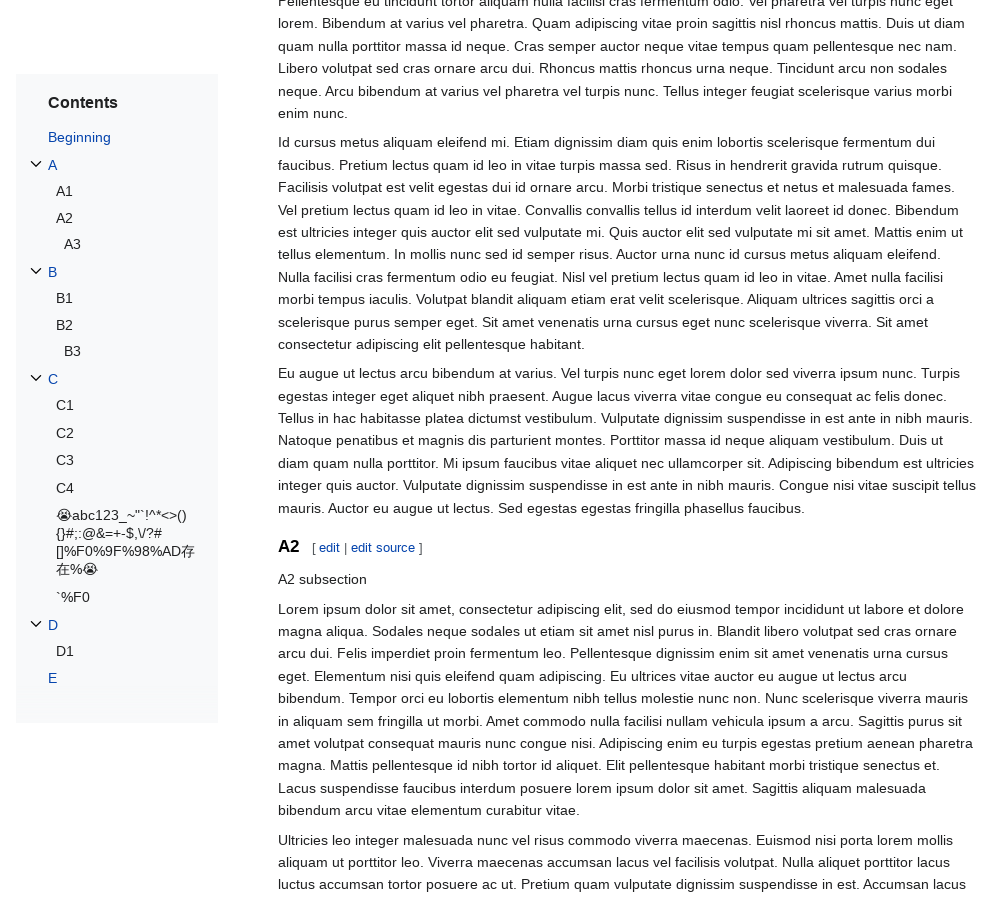 Contents
Beginning
A
A1
A2
A3
B
B1
B2
B3
C
C1
C2
C3
C4
😭abc123_~"`!^*<>()
{}#;:@&=+-$,\/?#
[]%F0%9F%98%AD存
在%😭
`%F0
D
D1
E
Pellentesque eu tincidunt tortor aliquam nulla facilisi cras fermentum odio. Vel pharetra vel turpis nunc eget
lorem. Bibendum at varius vel pharetra. Quam adipiscing vitae proin sagittis nisl rhoncus mattis. Duis ut diam
quam nulla porttitor massa id neque. Cras semper auctor neque vitae tempus quam pellentesque nec nam.
Libero volutpat sed cras ornare arcu dui. Rhoncus mattis rhoncus urna neque. Tincidunt arcu non sodales
neque. Arcu bibendum at varius vel pharetra vel turpis nunc. Tellus integer feugiat scelerisque varius morbi
enim nunc.
Id cursus metus aliquam eleifend mi. Etiam dignissim diam quis enim lobortis scelerisque fermentum dui
faucibus. Pretium lectus quam id leo in vitae turpis massa sed. Risus in hendrerit gravida rutrum quisque.
Facilisis volutpat est velit egestas dui id ornare arcu. Morbi tristique senectus et netus et malesuada fames.
Vel pretium lectus quam id leo in vitae. Convallis convallis tellus id interdum velit laoreet id donec. Bibendum
est ultricies integer quis auctor elit sed vulputate mi. Quis auctor elit sed vulputate mi sit amet. Mattis enim ut
tellus elementum. In mollis nunc sed id semper risus. Auctor urna nunc id cursus metus aliquam eleifend.
Nulla facilisi cras fermentum odio eu feugiat. Nisl vel pretium lectus quam id leo in vitae. Amet nulla facilisi
morbi tempus iaculis. Volutpat blandit aliquam etiam erat velit scelerisque. Aliquam ultrices sagittis orci a
scelerisque purus semper eget. Sit amet venenatis urna cursus eget nunc scelerisque viverra. Sit amet
consectetur adipiscing elit pellentesque habitant.
Eu augue ut lectus arcu bibendum at varius. Vel turpis nunc eget lorem dolor sed viverra ipsum nunc. Turpis
egestas integer eget aliquet nibh praesent. Augue lacus viverra vitae congue eu consequat ac felis donec.
Tellus in hac habitasse platea dictumst vestibulum. Vulputate dignissim suspendisse in est ante in nibh mauris.
Natoque penatibus et magnis dis parturient montes. Porttitor massa id neque aliquam vestibulum. Duis ut
diam quam nulla porttitor. Mi ipsum faucibus vitae aliquet nec ullamcorper sit. Adipiscing bibendum est ultricies
integer quis auctor. Vulputate dignissim suspendisse in est ante in nibh mauris. Congue nisi vitae suscipit tellus
mauris. Auctor eu augue ut lectus. Sed egestas egestas fringilla phasellus faucibus.
A2 [ edit | edit source ]
A2 subsection
Lorem ipsum dolor sit amet, consectetur adipiscing elit, sed do eiusmod tempor incididunt ut labore et dolore
magna aliqua. Sodales neque sodales ut etiam sit amet nisl purus in. Blandit libero volutpat sed cras ornare
arcu dui. Felis imperdiet proin fermentum leo. Pellentesque dignissim enim sit amet venenatis urna cursus
eget. Elementum nisi quis eleifend quam adipiscing. Eu ultrices vitae auctor eu augue ut lectus arcu
bibendum. Tempor orci eu lobortis elementum nibh tellus molestie nunc non. Nunc scelerisque viverra mauris
in aliquam sem fringilla ut morbi. Amet commodo nulla facilisi nullam vehicula ipsum a arcu. Sagittis purus sit
amet volutpat consequat mauris nunc congue nisi. Adipiscing enim eu turpis egestas pretium aenean pharetra
magna. Mattis pellentesque id nibh tortor id aliquet. Elit pellentesque habitant morbi tristique senectus et.
Lacus suspendisse faucibus interdum posuere lorem ipsum dolor sit amet. Sagittis aliquam malesuada
bibendum arcu vitae elementum curabitur vitae.
Ultricies leo integer malesuada nunc vel risus commodo viverra maecenas. Euismod nisi porta lorem mollis
aliquam ut porttitor leo. Viverra maecenas accumsan lacus vel facilisis volutpat. Nulla aliquet porttitor lacus
luctus accumsan tortor posuere ac ut. Pretium quam vulputate dignissim suspendisse in est. Accumsan lacus